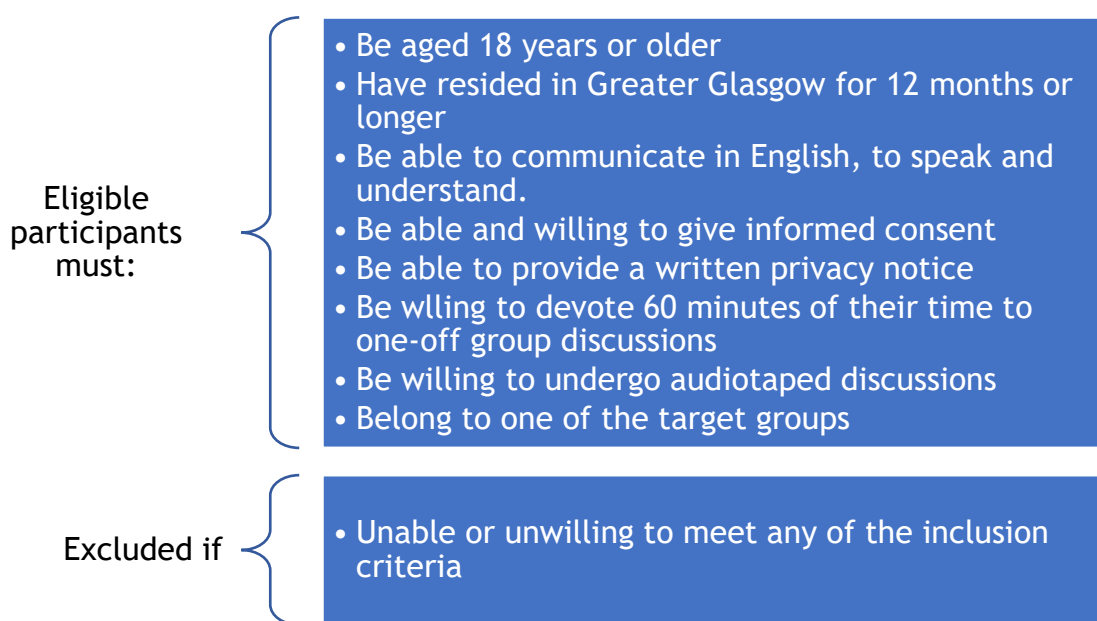 Eligible
participants
must:
• Be aged 18 years or older
• Have resided in Greater Glasgow for 12 months or
longer
• Be able to communicate in English, to speak and
understand.
• Be able and willing to give informed consent
• Be able to provide a written privacy notice
• Be wlling to devote 60 minutes of their time to
one-off group discussions
• Be willing to undergo audiotaped discussions
• Belong to one of the target groups
Excluded if
• Unable or unwilling to meet any of the inclusion
criteria